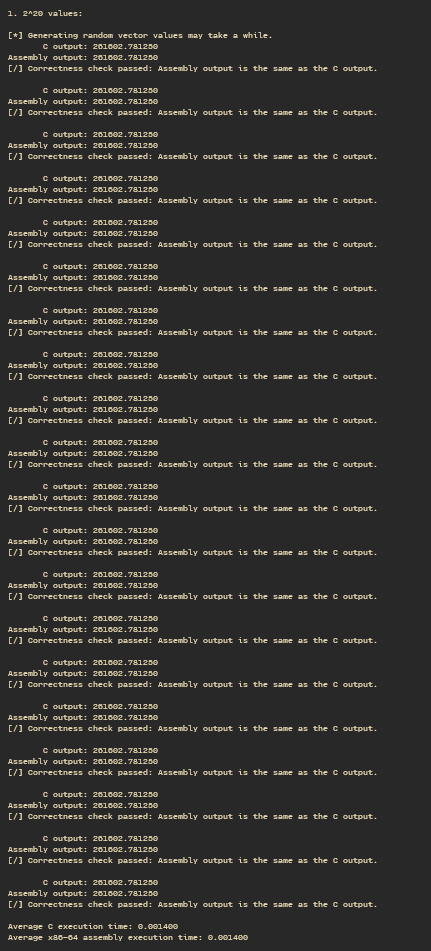 1. 2^20 values:
[*] Generating random vector values may take a while.
C output: 261602.781250
Assembly output: 261602.781250
[/] Correctness check passed: Assembly output is the same as the C output.
C output: 261602.781250
Assembly output: 261602.781250
[/] Correctness check passed: Assembly output is the same as the C output.
C output: 261602.781250
Assembly output: 261602.781250
[/] Correctness check passed: Assembly output is the same as the C output.
C output: 261602.781250
Assembly output: 261602.781250
[/] Correctness check passed: Assembly output is the same as the C output.
C output: 261602.781250
Assembly output: 261602.781250
[/] Correctness check passed: Assembly output is the same as the C output.
C output: 261602.781250
Assembly output: 261602.781250
[/] Correctness check passed: Assembly output is the same as the C output.
C output: 261602.781250
Assembly output: 261602.781250
[/] Correctness check passed: Assembly output is the same as the C output.
C output: 261602.781250
Assembly output: 261602.781250
[/] Correctness check passed: Assembly output is the same as the C output.
C output: 261602.781250
Assembly output: 261602.781250
[/] Correctness check passed: Assembly output is the same as the C output.
C output: 261602.781250
Assembly output: 261602.781250
[/] Correctness check passed: Assembly output is the same as the C output.
C output: 261602.781250
Assembly output: 261602.781250
[/] Correctness check passed: Assembly output is the same as the C output.
C output: 261602.781250
Assembly output: 261602.781250
[/] Correctness check passed: Assembly output is the same as the C output.
C output: 261602.781250
Assembly output: 261602.781250
[/] Correctness check passed: Assembly output is the same as the C output.
C output: 261602.781250
Assembly output: 261602.781250
[/] Correctness check passed: Assembly output is the same as the C output.
C output: 261602.781250
Assembly output: 261602.781250
[/] Correctness check passed: Assembly output is the same as the C output.
C output: 261602.781250
Assembly output: 261602.781250
[/] Correctness check passed: Assembly output is the same as the C output.
C output: 261602.781250
Assembly output: 261602.781250
[/] Correctness check passed: Assembly output is the same as the C output.
C output: 261602.781250
Assembly output: 261602.781250
[/] Correctness check passed: Assembly output is the same as the C output.
C output: 261602.781250
Assembly output: 261602.781250
[/] Correctness check passed: Assembly output is the same as the C output.
C output: 261602.781250
Assembly output: 261602.781250
[/] Correctness check passed: Assembly output is the same as the C output.
Average C execution time: 0.001400
Average x86-64 assembly execution time: 0.001400